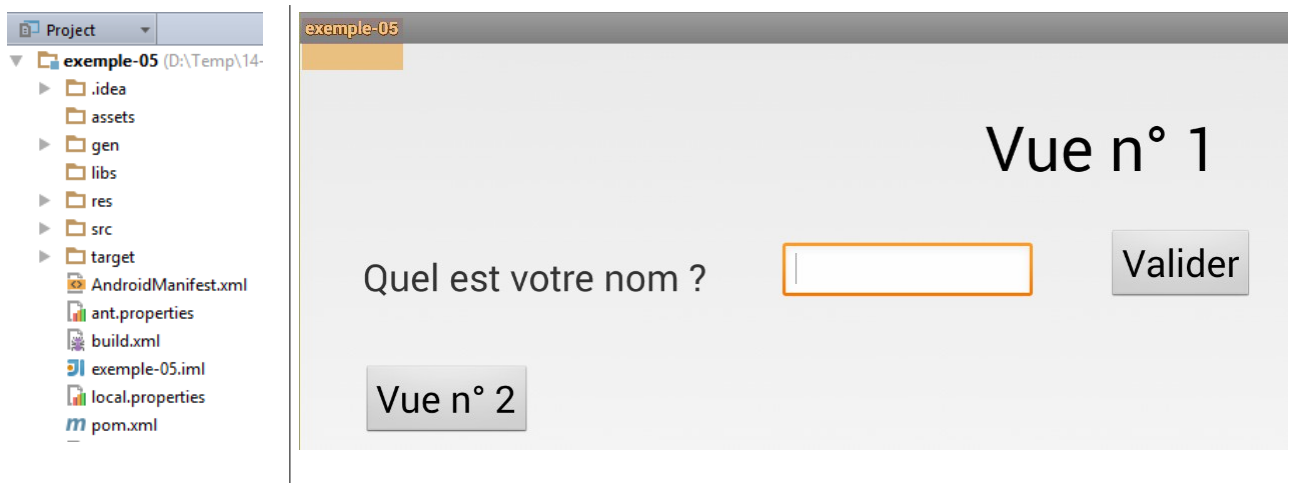 Project
exemple-05 (D:\Temp\14-
.idea
assets
gen
libs
res
src
target
AndroidManifest.xml
ant.properties
build.xml
exemple-05.iml
local.properties
pom.xml
exemple-05
Vue n° 1
Quel est votre nom ?
Valider
Vue n° 2